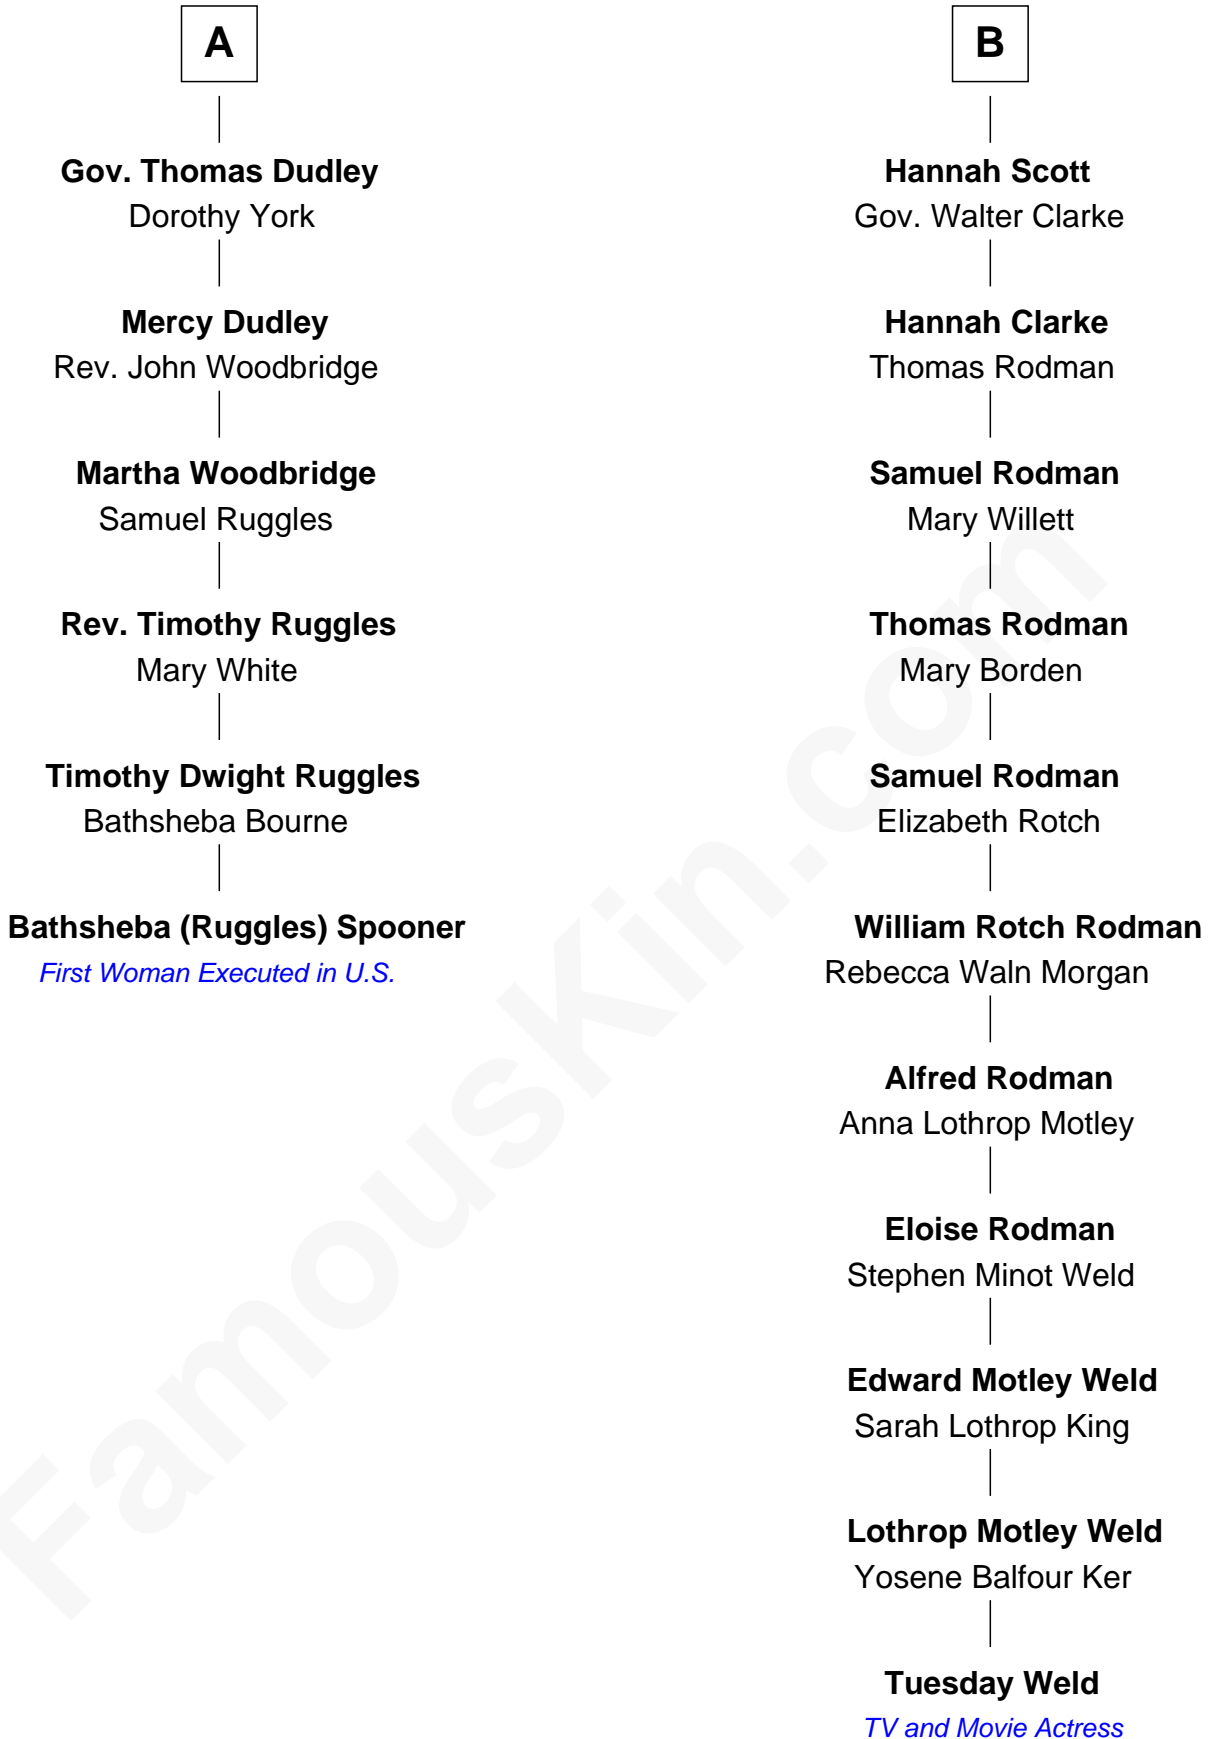 A
Gov. Thomas Dudley
Dorothy York
Mercy Dudley
Rev. John Woodbridge
Martha Woodbridge
Samuel Ruggles
Rev. Timothy Ruggles
Mary White
Timothy Dwight Ruggles
Bathsheba Bourne
Bathsheba (Ruggles) Spooner
First Woman Executed in U.S.
B
Hannah Scott
Gov. Walter Clarke
Hannah Clarke
Thomas Rodman
Samuel Rodman
Mary Willett
Thomas Rodman
Mary Borden
Samuel Rodman
Elizabeth Rotch
William Rotch Rodman
Rebecca Waln Morgan
Alfred Rodman
Anna Lothrop Motley
Eloise Rodman
Stephen Minot Weld
Edward Motley Weld
Sarah Lothrop King
Lothrop Motley Weld
Yosene Balfour Ker
Tuesday Weld
TV and Movie Actress
FamousKin.com